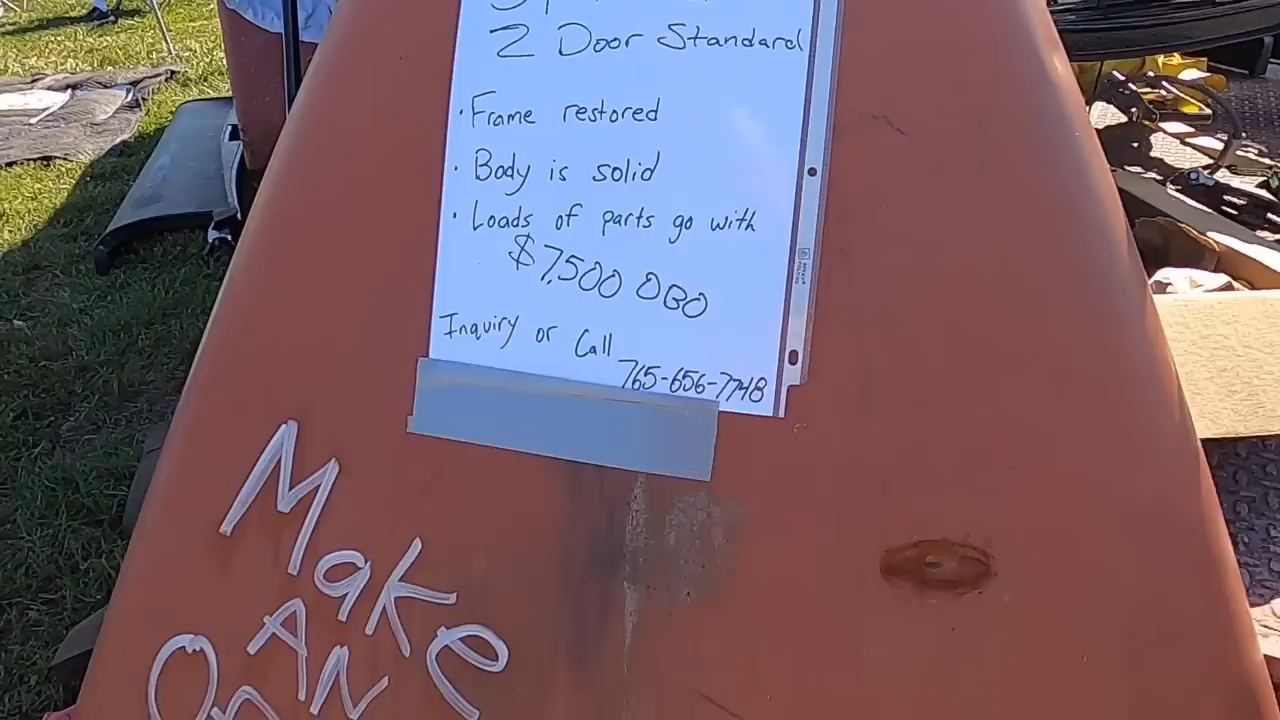 2 Door Standard
· Frame restored
· Body is solid
· Loads of parts go with
$7,500 OBO
Inquiry or Call
765-656-7748
Make
AN